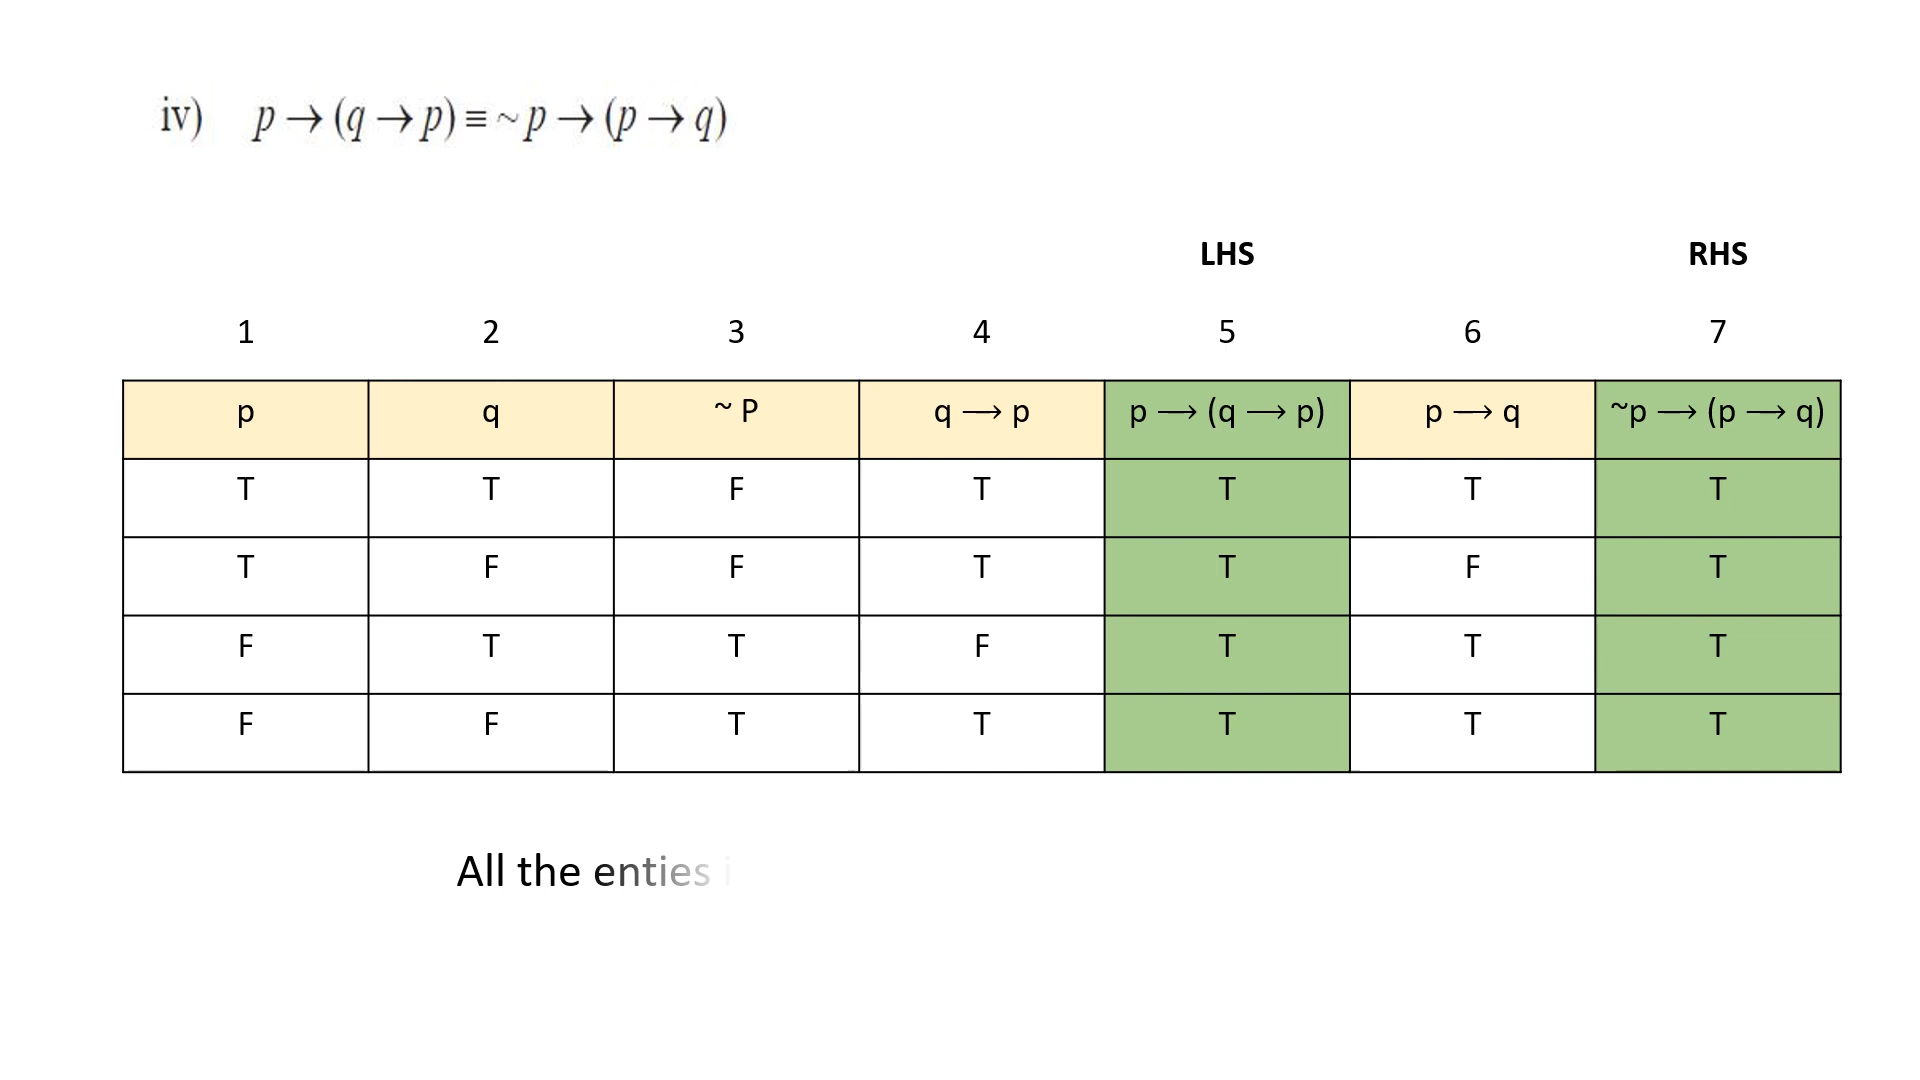 iv) p → (q → p) ≡ ~ p → (p → q)
LHS RHS
1 2 3 4 5 6 7
p q ~ P q ⟶ p p ⟶ (q ⟶ p) p ⟶ q ~p ⟶ (p ⟶ q)
T T F T T T T
T F F T T F T
F T T F T T T
F F T T T T T
All the enties i